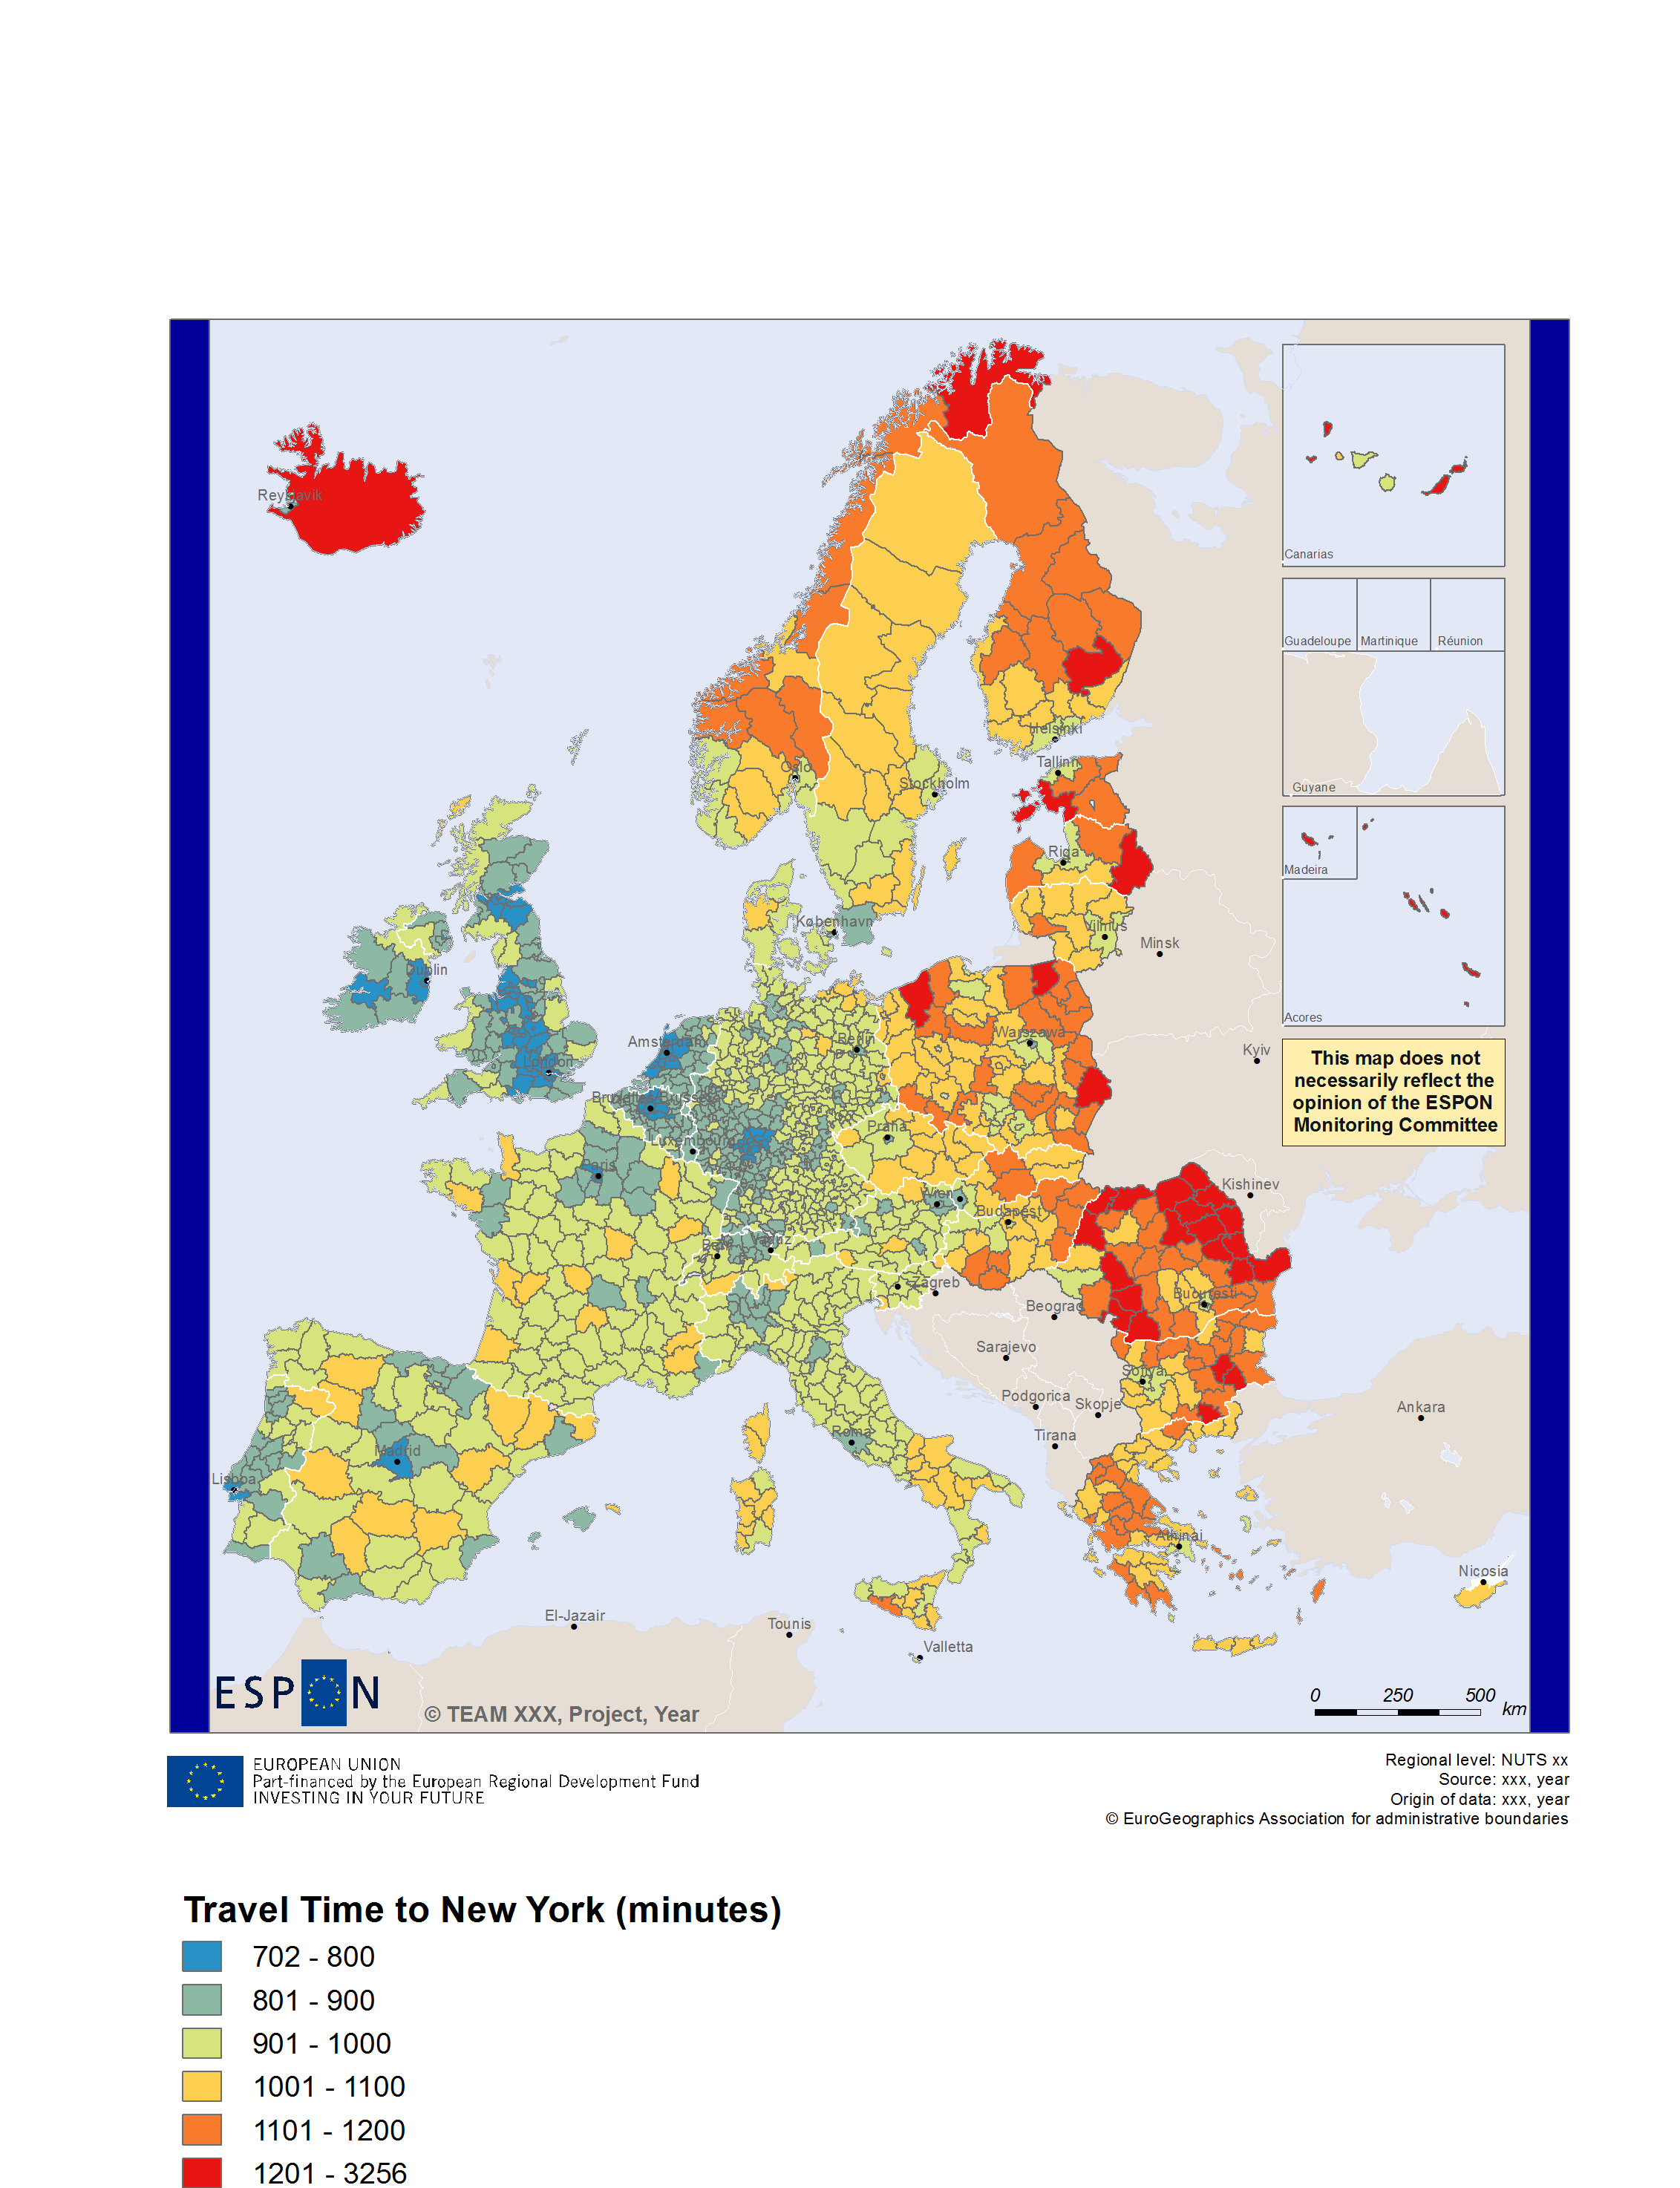 Reykjavik
Canarias
Guadeloupe
Martinique
Réunion
Helsinki
Oslo
Tallinn
Stockholm
Guyane
Riga
Madeira
København
Vilnius
Minsk
Dublin
Acores
Warszawa
Amsterdam
Berlin
Kyiv
London
This map does not
necessarily reflect the
opinion of the ESPON
Monitoring Committee
Praha
Luxembourg
Paris
Kishinev
Wien
Budapest
Bern
Vaduz
Zagreb
Bucuresti
Beograd
Sarajevo
Sofiya
Podgorica
Skopje
Ankara
Roma
Tirana
Madrid
Lisboa
Athinai
Nicosia
El-Jazair
Tounis
Valletta
ESPON
© TEAM XXX, Project, Year
0 250 500
km
EUROPEAN UNION
Part-financed by the European Regional Development Fund
INVESTING IN YOUR FUTURE
Regional level: NUTS xx
Source: xxx, year
Origin of data: xxx, year
© EuroGeographics Association for administrative boundaries
Travel Time to New York (minutes)
702 - 800
801 - 900
901 - 1000
1001 - 1100
1101 - 1200
1201 - 3256